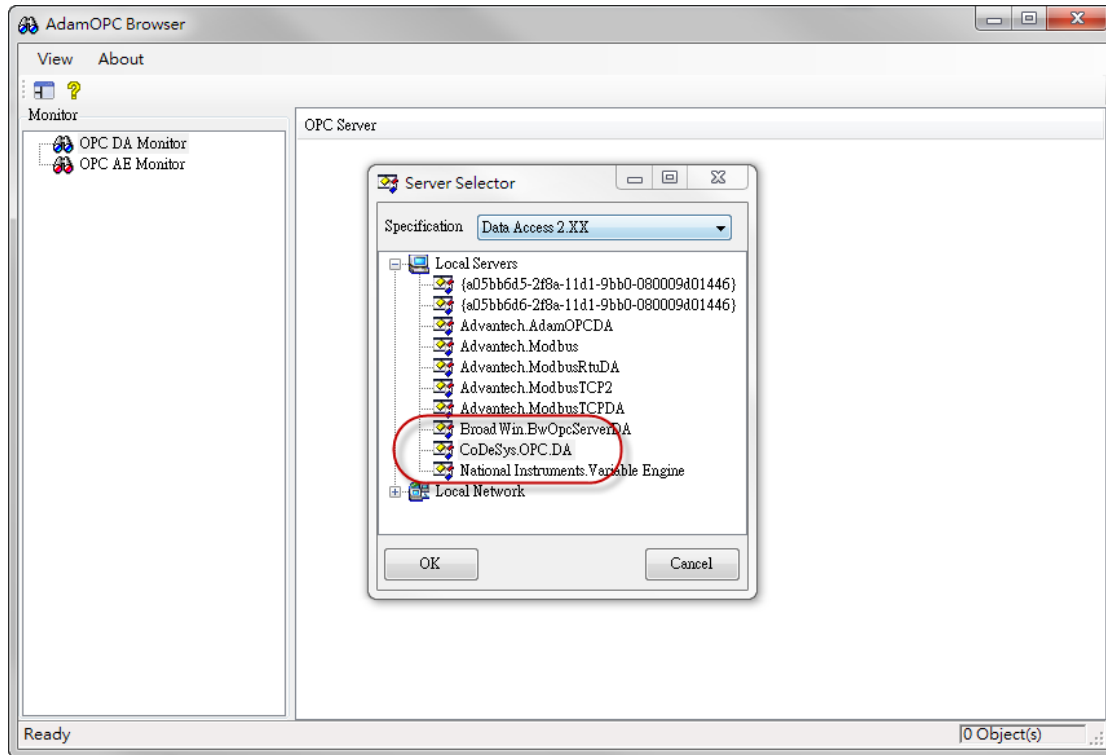 AdamOPC Browser
View About
Monitor
OPC DA Monitor
OPC AE Monitor
OPC Server
Server Selector
Specification Data Access 2.XX
Local Servers
{a05bb6d5-2f8a-11d1-9bb0-080009d01446}
{a05bb6d6-2f8a-11d1-9bb0-080009d01446}
Advantech.AdamOPCDA
Advantech.Modbus
Advantech.ModbusRtuDA
Advantech.ModbusTCP2
Advantech.ModbusTCPDA
BroadWin.BwOpcServerDA
CoDeSys.OPC.DA
National Instruments.Variable Engine
Local Network
OK Cancel
Ready 0 Object(s)